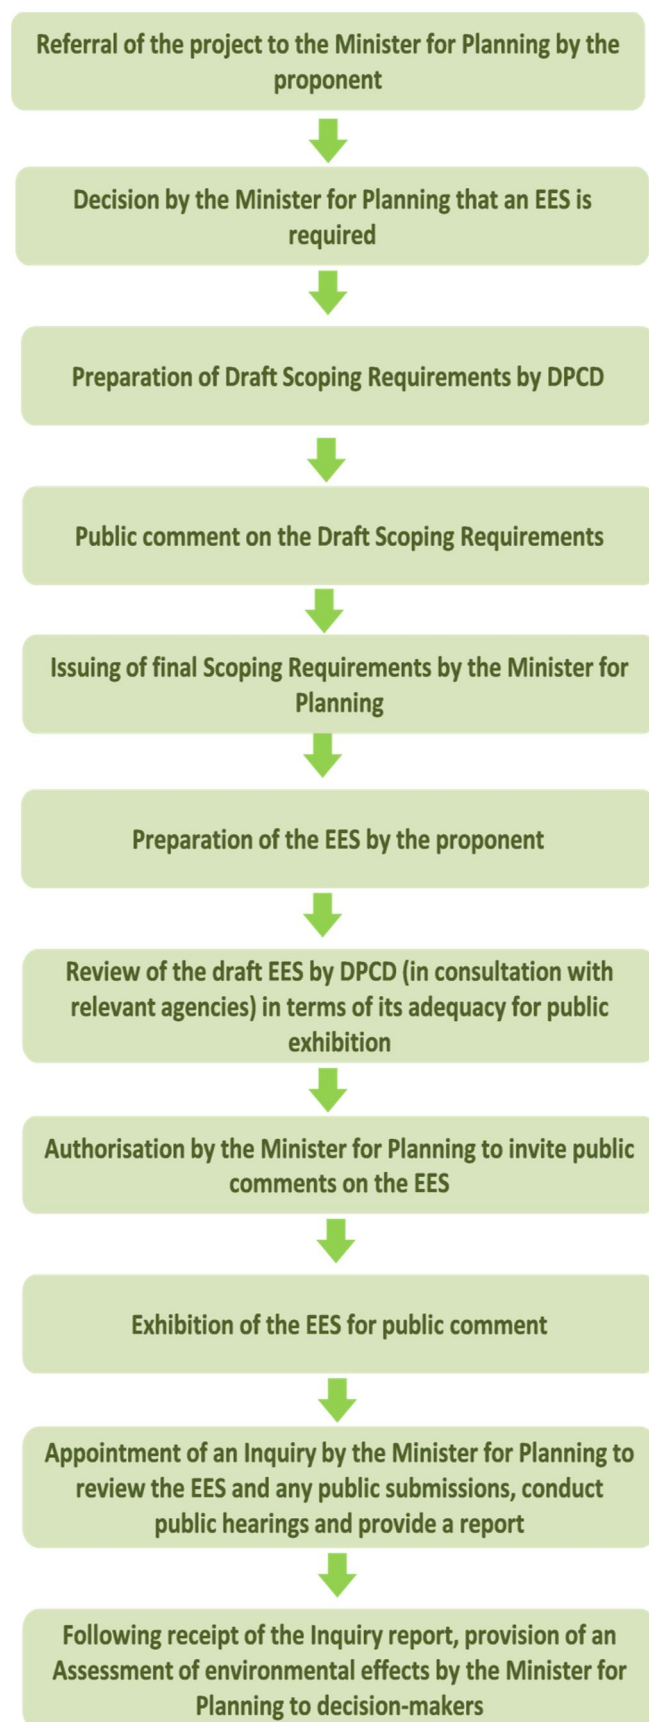 Referral of the project to the Minister for Planning by the
proponent
Decision by the Minister for Planning that an EES is
required
Preparation of Draft Scoping Requirements by DPCD
Public comment on the Draft Scoping Requirements
Issuing of final Scoping Requirements by the Minister for
Planning
Preparation of the EES by the proponent
Review of the draft EES by DPCD (in consultation with
relevant agencies) in terms of its adequacy for public
exhibition
Authorisation by the Minister for Planning to invite public
comments on the EES
Exhibition of the EES for public comment
Appointment of an Inquiry by the Minister for Planning to
review the EES and any public submissions, conduct
public hearings and provide a report
Following receipt of the Inquiry report, provision of an
Assessment of environmental effects by the Minister for
Planning to decision-makers